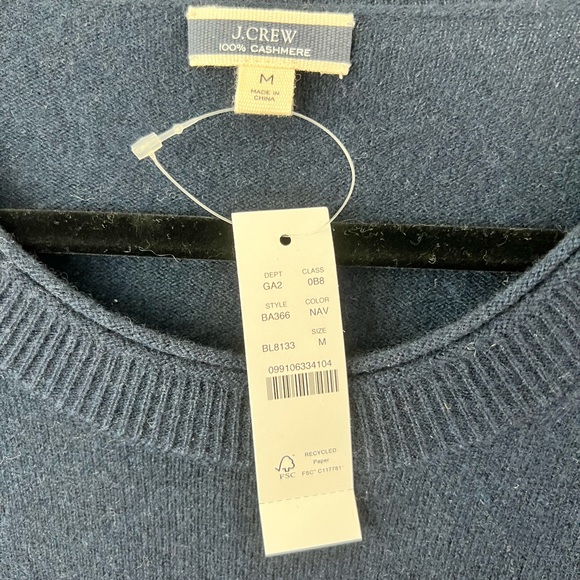 J.CREW
100% CASHMERE
M
MADE IN
CHINA
DEPT CLASS
GA2 0B8
STYLE COLOR
BA366 NAV
SIZE
BL8133 M
099106334104
RECYCLED
Paper
FSC FSC® C117781